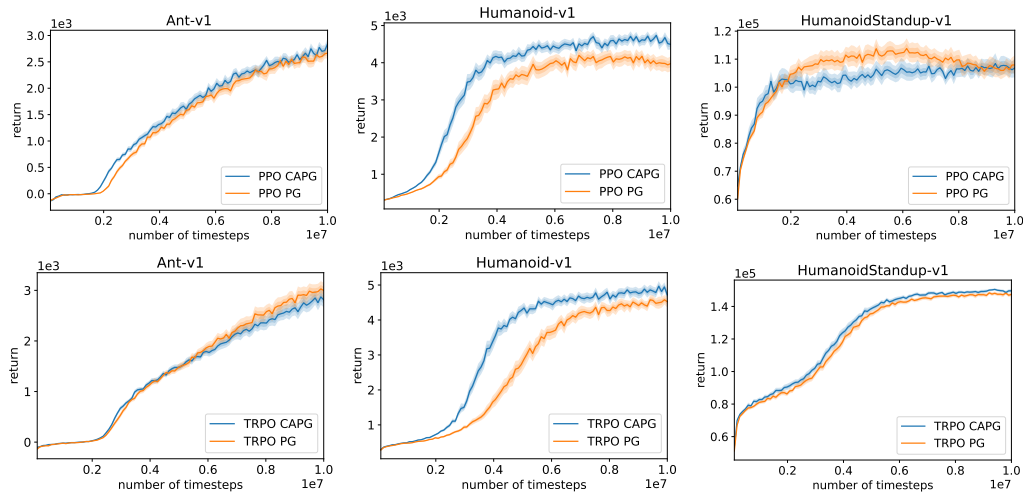 Ant-v1
1e3
3.0
2.5
2.0
1.5
1.0
0.5
0.0
return
PPO CAPG
PPO PG
0.2 0.4 0.6 0.8 1.0
number of timesteps
1e7
Humanoid-v1
1e3
5
4
3
2
1
return
PPO CAPG
PPO PG
0.2 0.4 0.6 0.8 1.0
number of timesteps
1e7
HumanoidStandup-v1
1e5
1.2
1.1
1.0
0.9
0.8
0.7
0.6
return
PPO CAPG
PPO PG
0.2 0.4 0.6 0.8 1.0
number of timesteps
1e7
Ant-v1
1e3
3
2
1
0
return
TRPO CAPG
TRPO PG
0.2 0.4 0.6 0.8 1.0
number of timesteps
1e7
Humanoid-v1
1e3
5
4
3
2
1
return
TRPO CAPG
TRPO PG
0.2 0.4 0.6 0.8 1.0
number of timesteps
1e7
HumanoidStandup-v1
1e5
1.4
1.2
1.0
0.8
0.6
return
TRPO CAPG
TRPO PG
0.2 0.4 0.6 0.8 1.0
number of timesteps
1e7